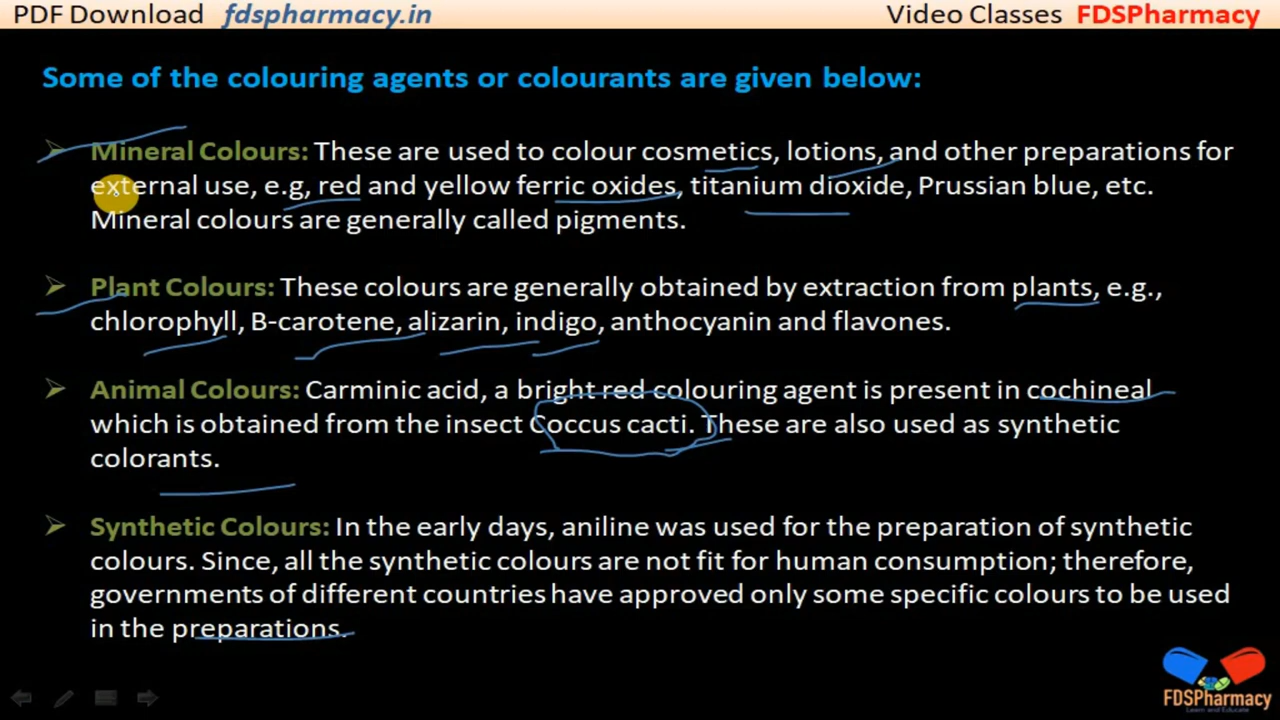 PDF Download fdspharmacy.in Video Classes FDSPharmacy
Some of the colouring agents or colourants are given below:
Mineral Colours: These are used to colour cosmetics, lotions, and other preparations for
external use, e.g, red and yellow ferric oxides, titanium dioxide, Prussian blue, etc.
Mineral colours are generally called pigments.
Plant Colours: These colours are generally obtained by extraction from plants, e.g.,
chlorophyll, B-carotene, alizarin, indigo, anthocyanin and flavones.
Animal Colours: Carminic acid, a bright red colouring agent is present in cochineal
which is obtained from the insect Coccus cacti. These are also used as synthetic
colorants.
Synthetic Colours: In the early days, aniline was used for the preparation of synthetic
colours. Since, all the synthetic colours are not fit for human consumption; therefore,
governments of different countries have approved only some specific colours to be used
in the preparations.
FDSPharmacy
Learn and Educate